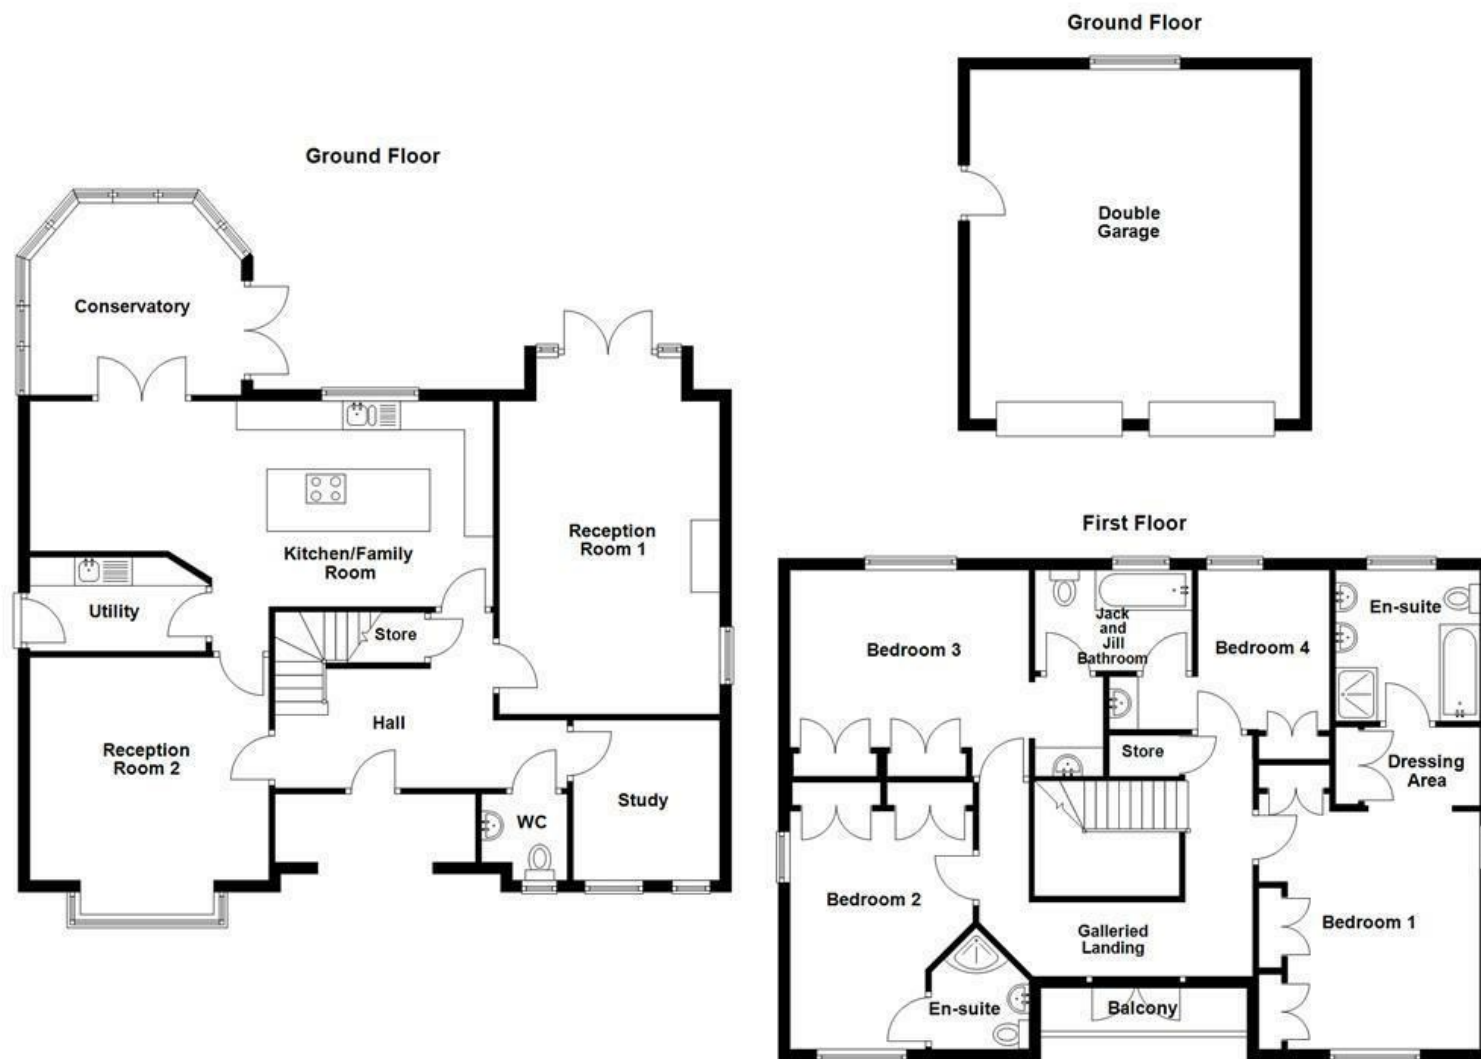 Ground Floor
Conservatory
Kitchen/Family
Room
Reception
Room 1
Utility
Store
Hall
Reception
Room 2
WC
Study
Ground Floor
Double
Garage
First Floor
Bedroom 3
Jack
and
Jill
Bathroom
Bedroom 4
En-suite
Store
Dressing
Area
Bedroom 2
Galleried
Landing
Bedroom 1
En-suite
Balcony